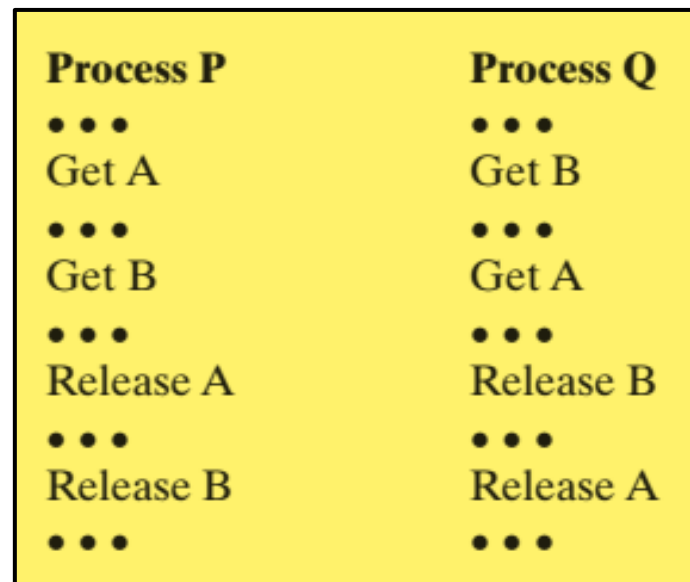 Process P Process Q
• • • • • •
Get A Get B
• • • • • •
Get B Get A
• • • • • •
Release A Release B
• • • • • •
Release B Release A
• • • • • •